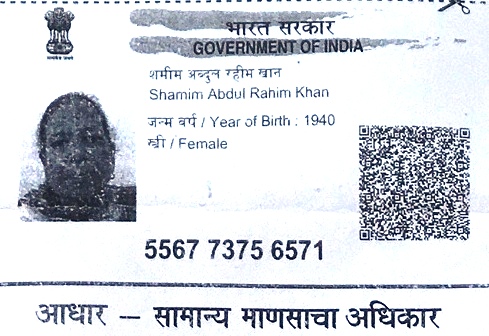 भारत सरकार
GOVERNMENT OF INDIA
शमीम अब्दुल रहीम खान
Shamim Abdul Rahim Khan
जन्म वर्ष / Year of Birth : 1940
स्त्री / Female
5567 7375 6571
आधार – सामान्य माणसाचा अधिकार